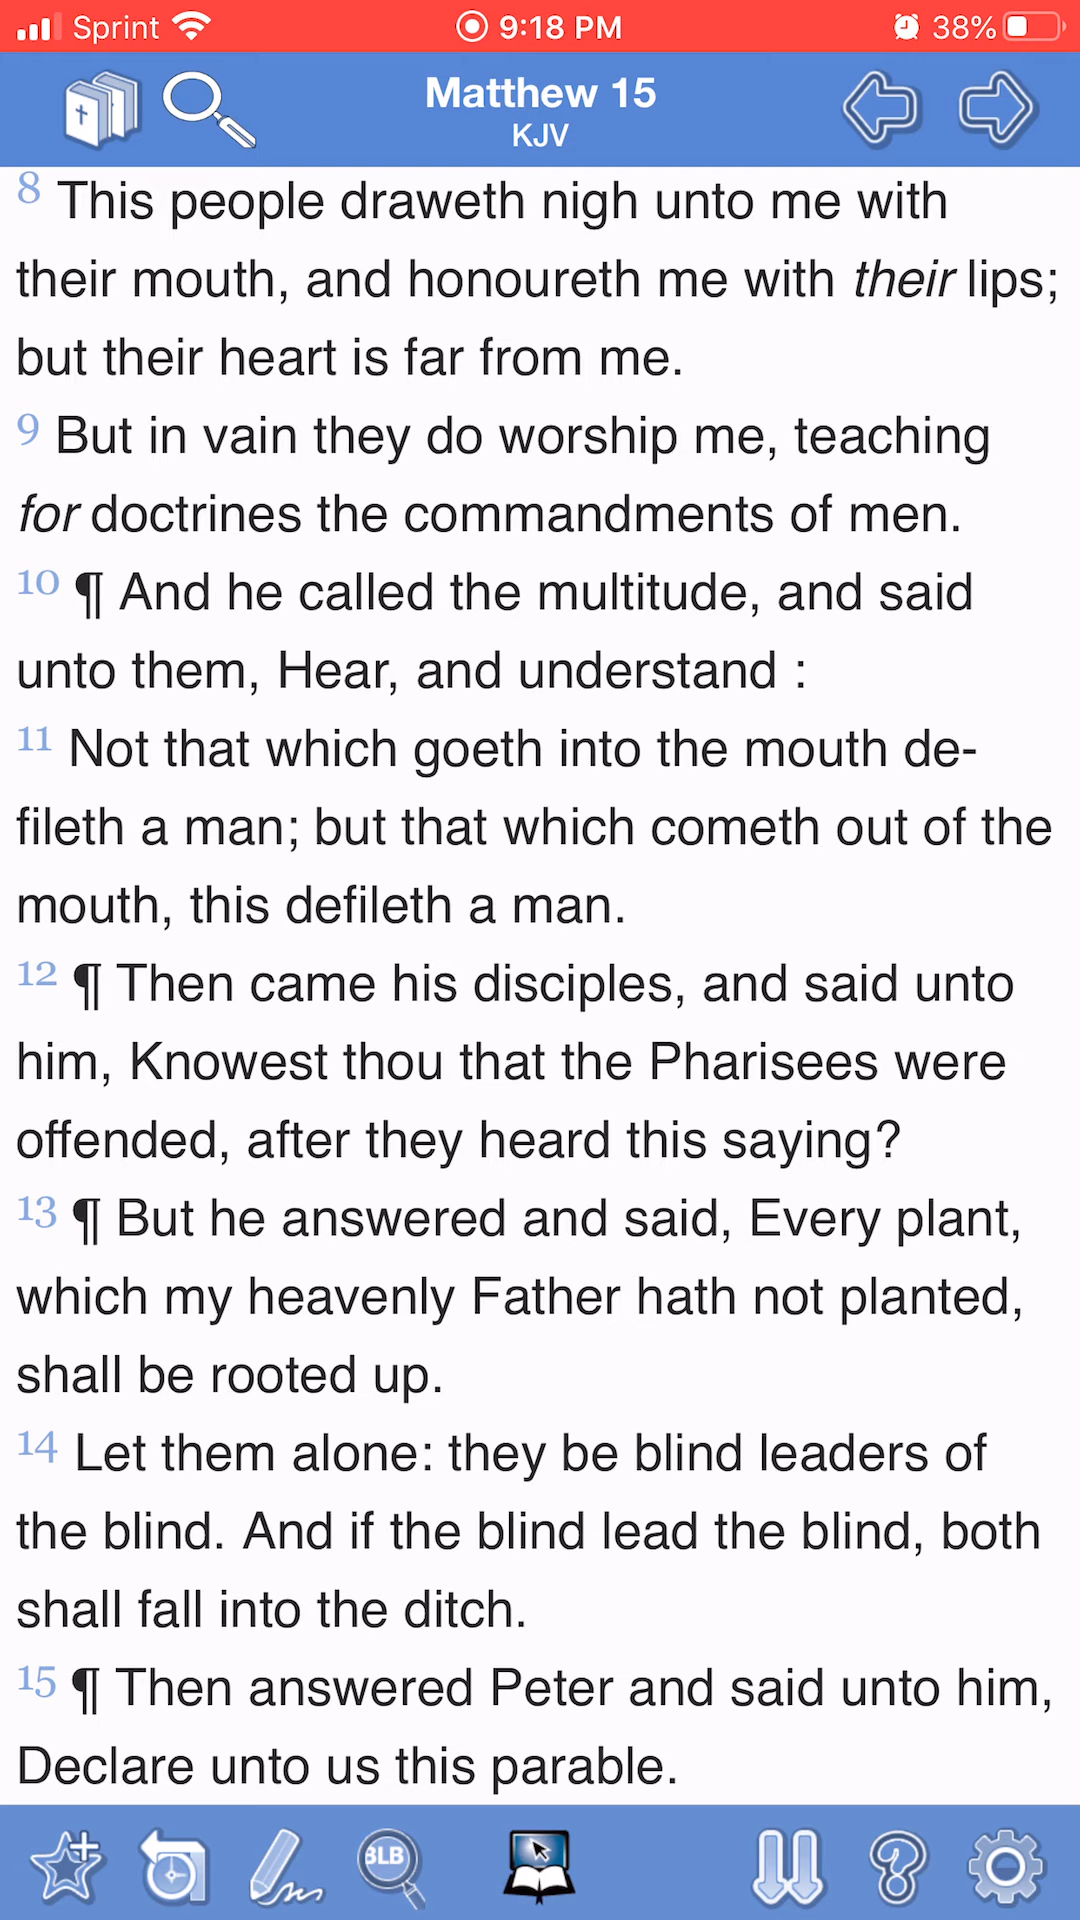 Sprint 9:18 PM 38%
Matthew 15
KJV
8 This people draweth nigh unto me with
their mouth, and honoureth me with their lips;
but their heart is far from me.
9 But in vain they do worship me, teaching
for doctrines the commandments of men.
10 ¶ And he called the multitude, and said
unto them, Hear, and understand :
11 Not that which goeth into the mouth de-
fileth a man; but that which cometh out of the
mouth, this defileth a man.
12 ¶ Then came his disciples, and said unto
him, Knowest thou that the Pharisees were
offended, after they heard this saying?
13 ¶ But he answered and said, Every plant,
which my heavenly Father hath not planted,
shall be rooted up.
14 Let them alone: they be blind leaders of
the blind. And if the blind lead the blind, both
shall fall into the ditch.
15 ¶ Then answered Peter and said unto him,
Declare unto us this parable.
BLB